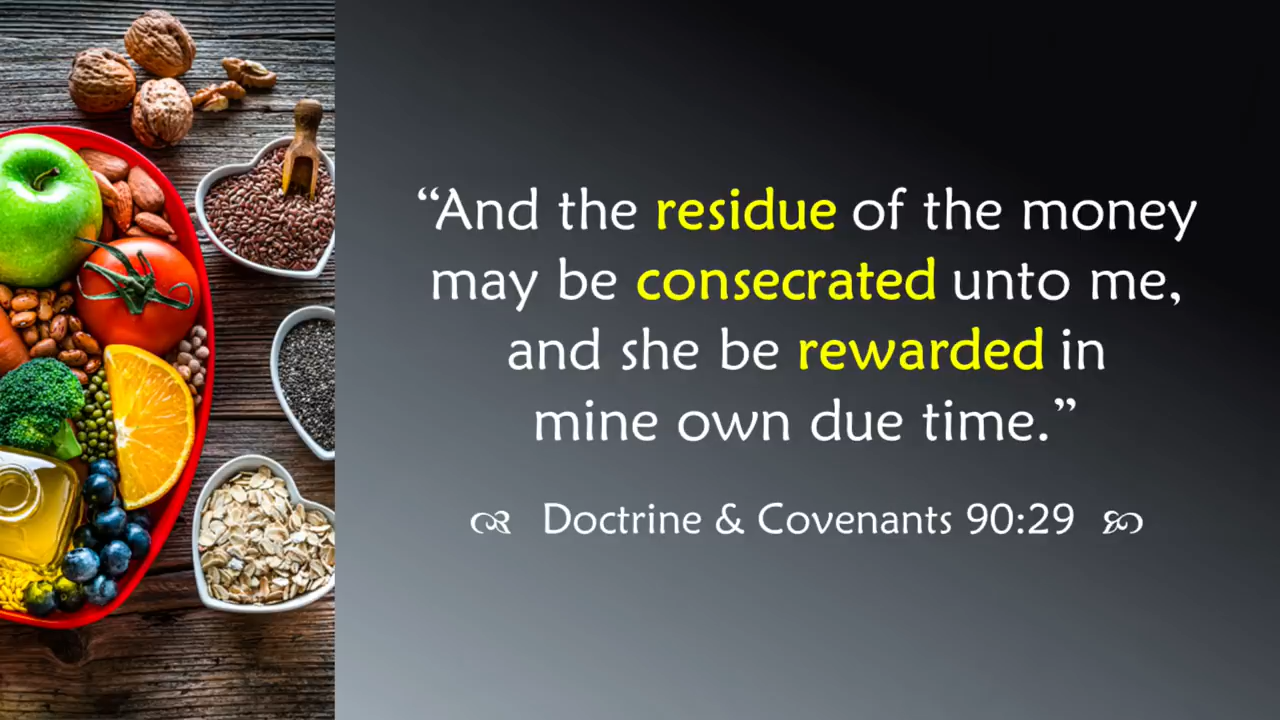 “And the residue of the money
may be consecrated unto me,
and she be rewarded in
mine own due time.”
Doctrine & Covenants 90:29